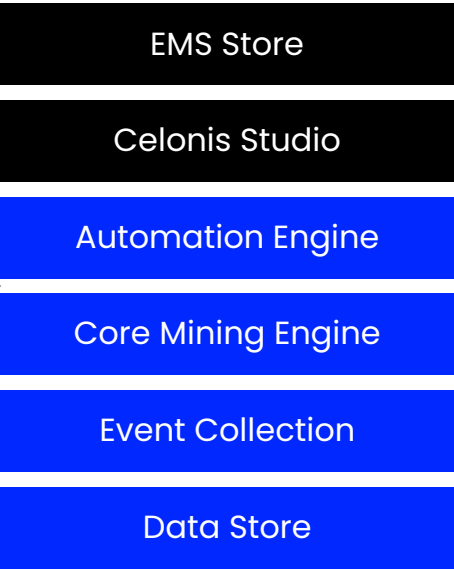 EMS Store
Celonis Studio
Automation Engine
Core Mining Engine
Event Collection
Data Store